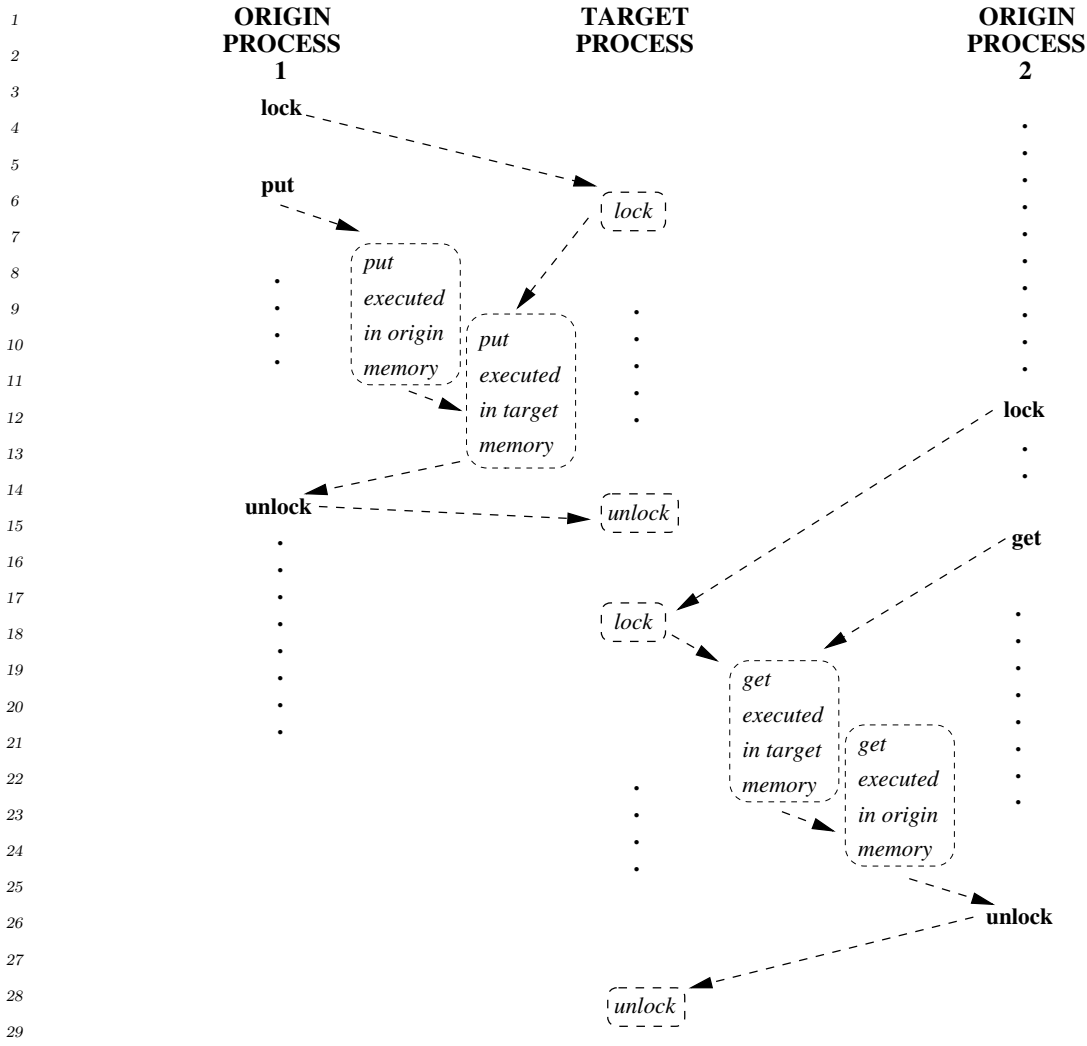 1
ORIGIN TARGET ORIGIN
PROCESS PROCESS PROCESS
2
1 2
3
lock
4
5
put
6
lock
7
put
8
executed
9
in origin
put
10
memory
executed
11
in target
lock
12
memory
13
14
unlock unlock
15
get
16
17
lock
18
19
get
20
executed
in target
get
21
memory
executed
22
in origin
23
memory
24
25
unlock
26
27
unlock
28
29